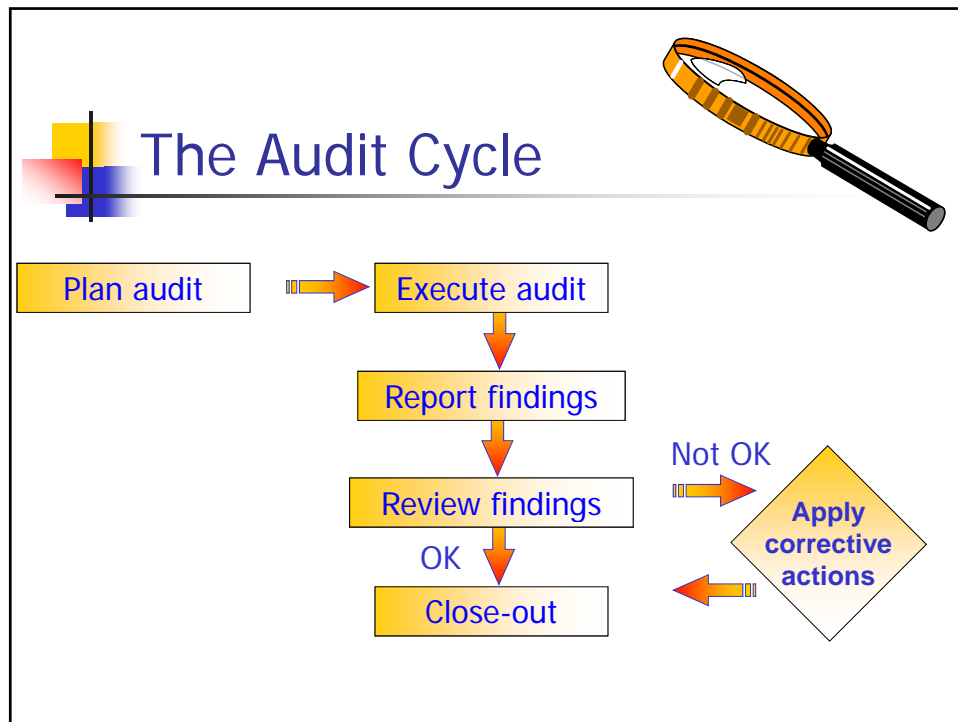 The Audit Cycle
Plan audit
Execute audit
Report findings
Review findings
Not OK
Apply
corrective
actions
OK
Close-out